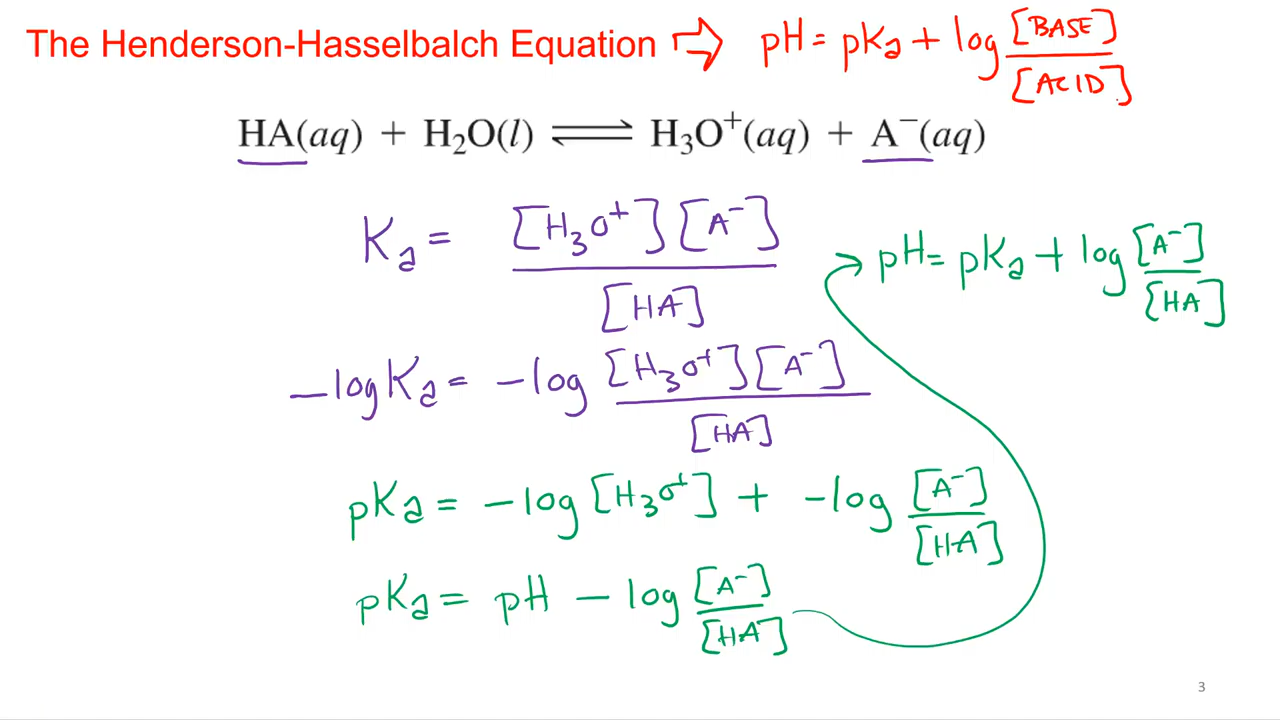 The Henderson-Hasselbalch Equation ⇨ pH = pKa + log [BASE]/[ACID]
HA(aq) + H₂O(l) ⇌ H₃O⁺(aq) + A⁻(aq)
Ka = [H₃O⁺][A⁻]/[HA]
pH = pKa + log [A⁻]/[HA]
-log Ka = -log [H₃O⁺][A⁻]/[HA]
pKa = -log [H₃O⁺] + -log [A⁻]/[HA]
pKa = pH - log [A⁻]/[HA]
3